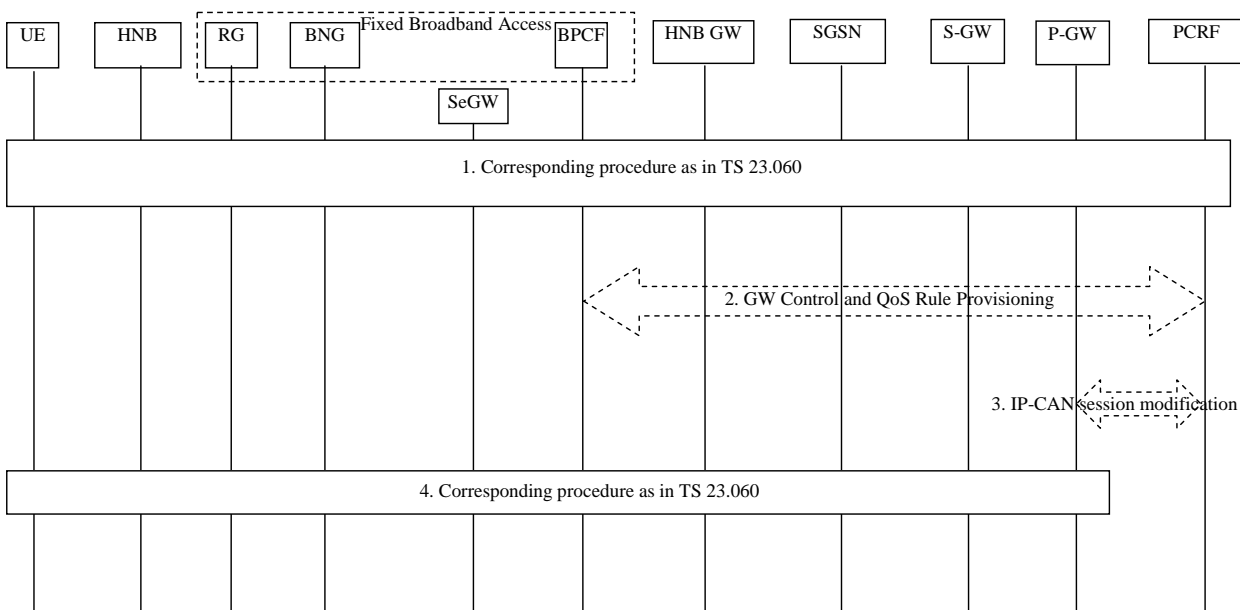 Fixed Broadband Access
UE
HNB
RG
BNG
BPCF
HNB GW
SGSN
S-GW
P-GW
PCRF
SeGW
1. Corresponding procedure as in TS 23.060
2. GW Control and QoS Rule Provisioning
3. IP-CAN session modification
4. Corresponding procedure as in TS 23.060